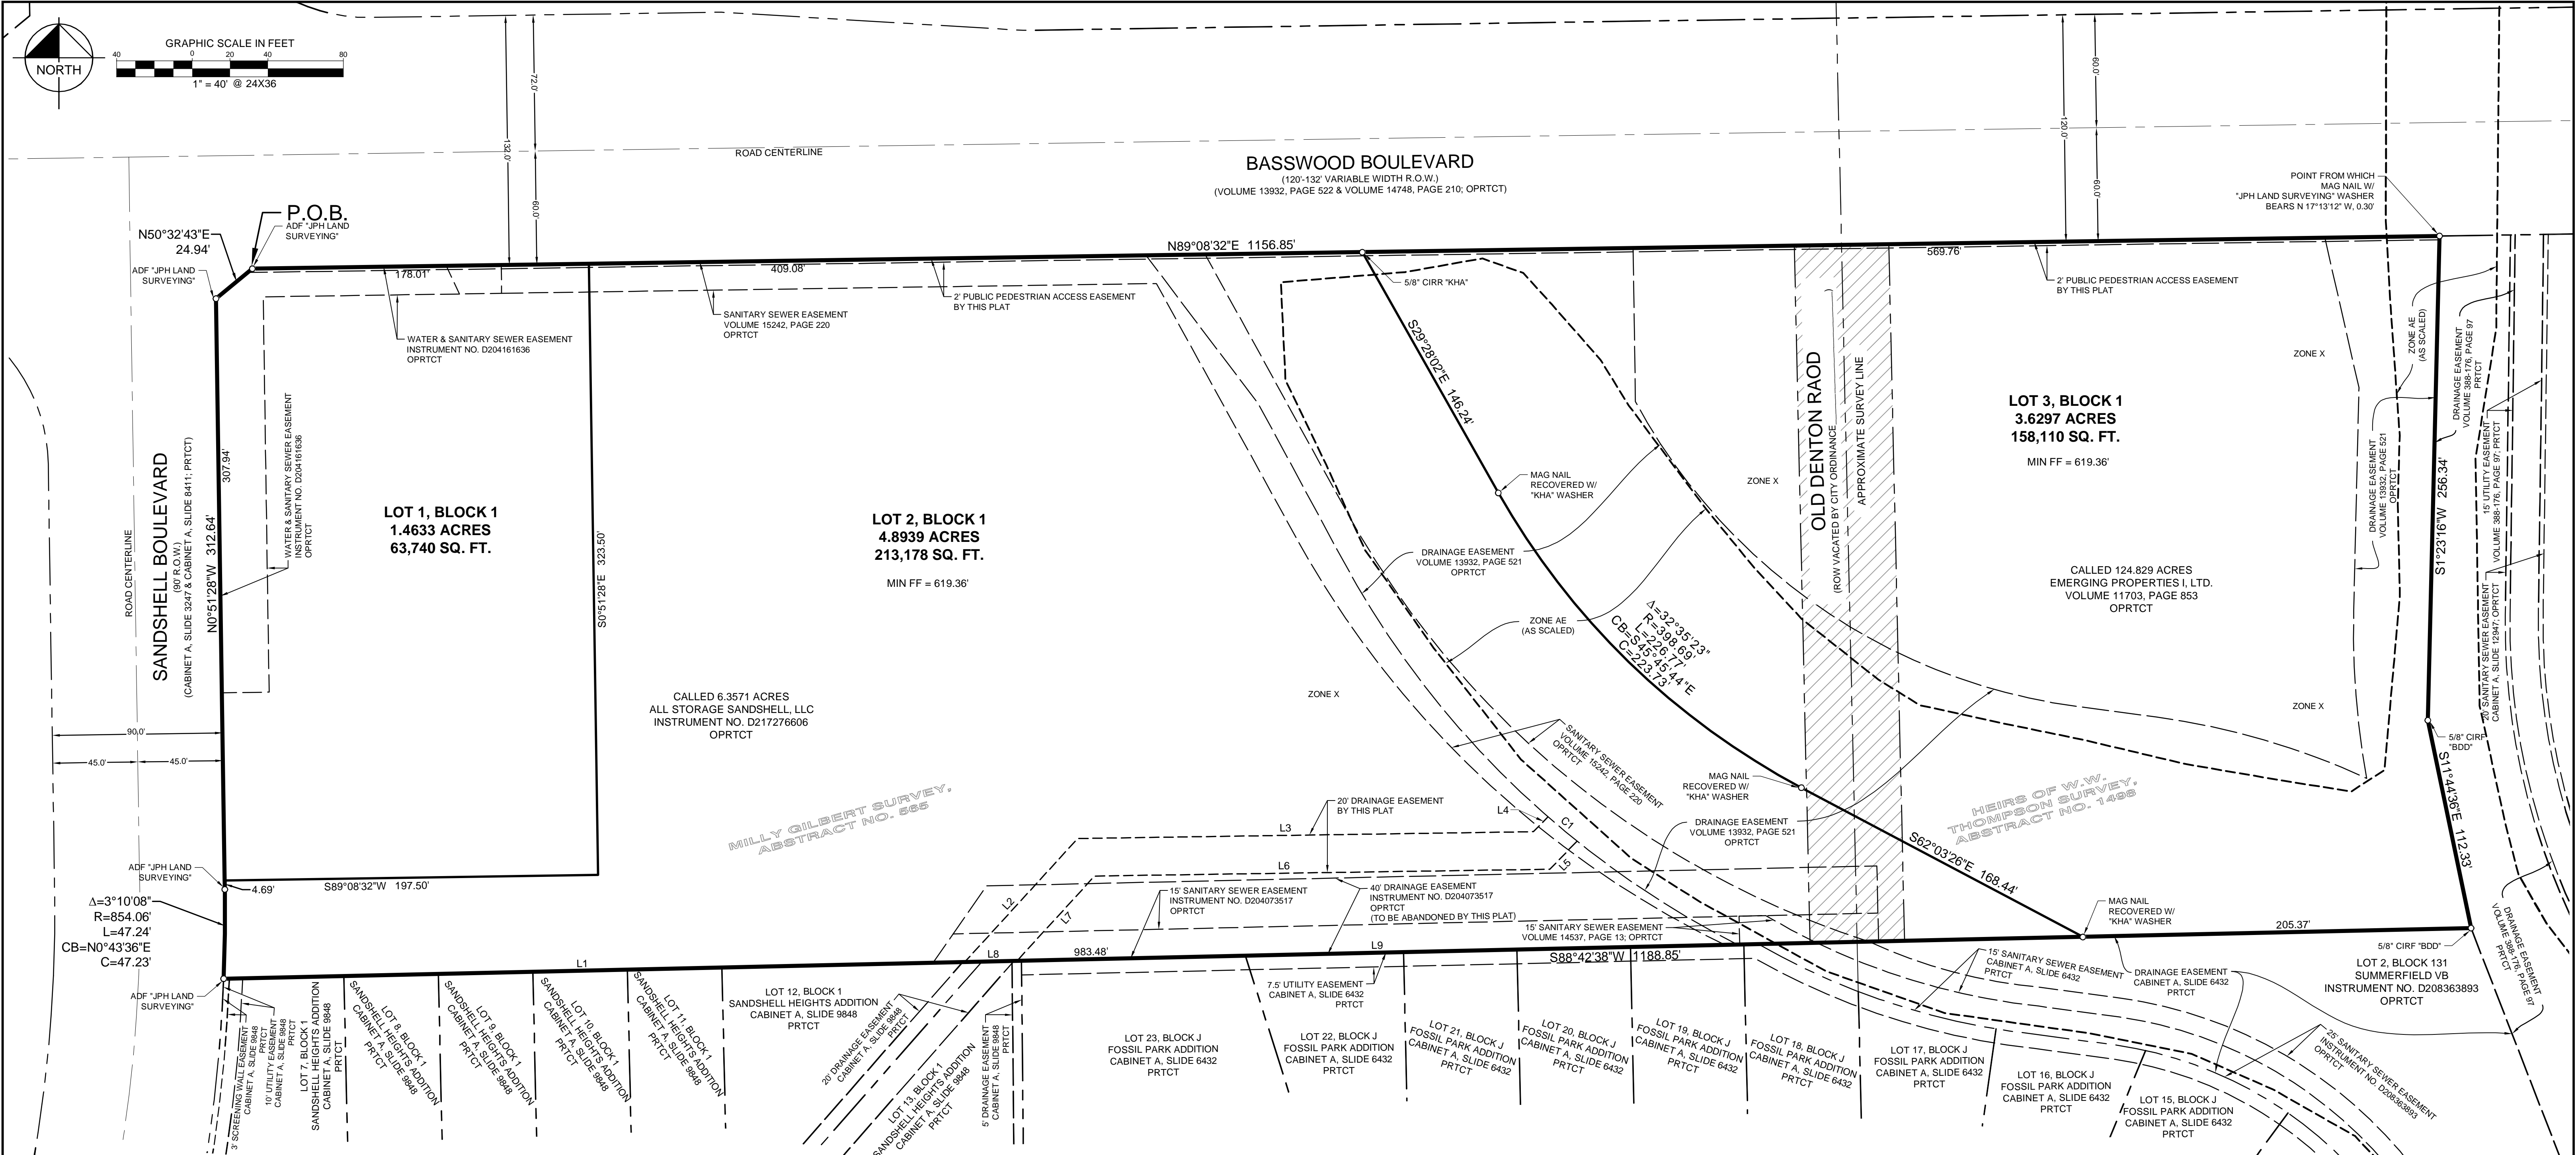 GRAPHIC SCALE IN FEET
40 0 20 40 80
1" = 40' @ 24X36
NORTH
72.0'
60.0'
132.0'
120.0'
60.0'
60.0'
ROAD CENTERLINE
BASSWOOD BOULEVARD
(120'-132' VARIABLE WIDTH R.O.W.)
(VOLUME 13932, PAGE 522 & VOLUME 14748, PAGE 210; OPRTCT)
POINT FROM WHICH
MAG NAIL W/
"JPH LAND SURVEYING" WASHER
BEARS N 17°13'12" W, 0.30'
P.O.B.
ADF "JPH LAND
SURVEYING"
N50°32'43"E
24.94'
ADF "JPH LAND
SURVEYING"
N89°08'32"E 1156.85'
178.01'
409.08'
569.76'
5/8" CIRR "KHA"
2' PUBLIC PEDESTRIAN ACCESS EASEMENT
BY THIS PLAT
2' PUBLIC PEDESTRIAN ACCESS EASEMENT
BY THIS PLAT
SANITARY SEWER EASEMENT
VOLUME 15242, PAGE 220
OPRTCT
WATER & SANITARY SEWER EASEMENT
INSTRUMENT NO. D204161636
OPRTCT
WATER & SANITARY SEWER EASEMENT
INSTRUMENT NO. D204161636
OPRTCT
ROAD CENTERLINE
SANDSHELL BOULEVARD
(90' R.O.W.)
(CABINET A, SLIDE 3247 & CABINET A, SLIDE 8411; PRTCT)
N0°51'28"W 312.64'
307.94'
LOT 1, BLOCK 1
1.4633 ACRES
63,740 SQ. FT.
S0°51'28"E 323.50'
LOT 2, BLOCK 1
4.8939 ACRES
213,178 SQ. FT.
MIN FF = 619.36'
CALLED 6.3571 ACRES
ALL STORAGE SANDSHELL, LLC
INSTRUMENT NO. D217276606
OPRTCT
MILLY GILBERT SURVEY,
ABSTRACT NO. 565
S29°28'02"E 146.24'
MAG NAIL
RECOVERED W/
"KHA" WASHER
DRAINAGE EASEMENT
VOLUME 13932, PAGE 521
OPRTCT
ZONE AE
(AS SCALED)
ZONE X
ZONE X
Δ=32°35'23"
R=398.69'
L=226.77'
CB=S45°45'44"E
C=223.73'
OLD DENTON RAOD
(ROW VACATED BY CITY ORDINANCE
APPROXIMATE SURVEY LINE
LOT 3, BLOCK 1
3.6297 ACRES
158,110 SQ. FT.
MIN FF = 619.36'
CALLED 124.829 ACRES
EMERGING PROPERTIES I, LTD.
VOLUME 11703, PAGE 853
OPRTCT
ZONE X
ZONE X
ZONE AE
(AS SCALED)
DRAINAGE EASEMENT
VOLUME 13932, PAGE 521
OPRTCT
S1°23'16"W 256.34'
DRAINAGE EASEMENT
VOLUME 388-176, PAGE 97
PRTCT
15' UTILITY EASEMENT
VOLUME 388-176, PAGE 97; PRTCT
20' SANITARY SEWER EASEMENT
CABINET A, SLIDE 12947; OPRTCT
5/8" CIRF
"BDD"
S11°44'36"E 112.33'
HEIRS OF W.W.
THOMPSON SURVEY,
ABSTRACT NO. 1498
SANITARY SEWER EASEMENT
VOLUME 15242, PAGE 220
OPRTCT
MAG NAIL
RECOVERED W/
"KHA" WASHER
DRAINAGE EASEMENT
VOLUME 13932, PAGE 521
OPRTCT
S62°03'26"E 168.44'
MAG NAIL
RECOVERED W/
"KHA" WASHER
90.0'
45.0'
45.0'
ADF "JPH LAND
SURVEYING"
4.69'
S89°08'32"W 197.50'
Δ=3°10'08"
R=854.06'
L=47.24'
CB=N0°43'36"E
C=47.23'
ADF "JPH LAND
SURVEYING"
20' DRAINAGE EASEMENT
BY THIS PLAT
L3
L4
C1
L5
L6
L2
L7
L1
L8
L9
15' SANITARY SEWER EASEMENT
INSTRUMENT NO. D204073517
OPRTCT
40' DRAINAGE EASEMENT
INSTRUMENT NO. D204073517
OPRTCT
(TO BE ABANDONED BY THIS PLAT)
15' SANITARY SEWER EASEMENT
VOLUME 14537, PAGE 13; OPRTCT
983.48'
S88°42'38"W 1188.85'
205.37'
5/8" CIRF "BDD"
7.5' UTILITY EASEMENT
CABINET A, SLIDE 6432
PRTCT
15' SANITARY SEWER EASEMENT
CABINET A, SLIDE 6432
PRTCT
DRAINAGE EASEMENT
CABINET A, SLIDE 6432
PRTCT
LOT 2, BLOCK 131
SUMMERFIELD VB
INSTRUMENT NO. D208363893
OPRTCT
DRAINAGE EASEMENT
VOLUME 388-176, PAGE 97
PRTCT
25' SANITARY SEWER EASEMENT
INSTRUMENT NO. D208363893
OPRTCT
3' SCREENING WALL EASEMENT
CABINET A, SLIDE 9848
PRTCT
10' UTILITY EASEMENT
CABINET A, SLIDE 9848
PRTCT
LOT 7, BLOCK 1
SANDSHELL HEIGHTS ADDITION
CABINET A, SLIDE 9848
PRTCT
LOT 8, BLOCK 1
SANDSHELL HEIGHTS ADDITION
CABINET A, SLIDE 9848
PRTCT
LOT 9, BLOCK 1
SANDSHELL HEIGHTS ADDITION
CABINET A, SLIDE 9848
PRTCT
LOT 10, BLOCK 1
SANDSHELL HEIGHTS ADDITION
CABINET A, SLIDE 9848
PRTCT
LOT 11, BLOCK 1
SANDSHELL HEIGHTS ADDITION
CABINET A, SLIDE 9848
PRTCT
LOT 12, BLOCK 1
SANDSHELL HEIGHTS ADDITION
CABINET A, SLIDE 9848
PRTCT
20' DRAINAGE EASEMENT
CABINET A, SLIDE 9848
PRTCT
LOT 13, BLOCK 1
SANDSHELL HEIGHTS ADDITION
CABINET A, SLIDE 9848
PRTCT
5' DRAINAGE EASEMENT
CABINET A, SLIDE 9848
PRTCT
LOT 23, BLOCK J
FOSSIL PARK ADDITION
CABINET A, SLIDE 6432
PRTCT
LOT 22, BLOCK J
FOSSIL PARK ADDITION
CABINET A, SLIDE 6432
PRTCT
LOT 21, BLOCK J
FOSSIL PARK ADDITION
CABINET A, SLIDE 6432
PRTCT
LOT 20, BLOCK J
FOSSIL PARK ADDITION
CABINET A, SLIDE 6432
PRTCT
LOT 19, BLOCK J
FOSSIL PARK ADDITION
CABINET A, SLIDE 6432
PRTCT
LOT 18, BLOCK J
FOSSIL PARK ADDITION
CABINET A, SLIDE 6432
PRTCT
LOT 17, BLOCK J
FOSSIL PARK ADDITION
CABINET A, SLIDE 6432
PRTCT
LOT 16, BLOCK J
FOSSIL PARK ADDITION
CABINET A, SLIDE 6432
PRTCT
LOT 15, BLOCK J
FOSSIL PARK ADDITION
CABINET A, SLIDE 6432
PRTCT